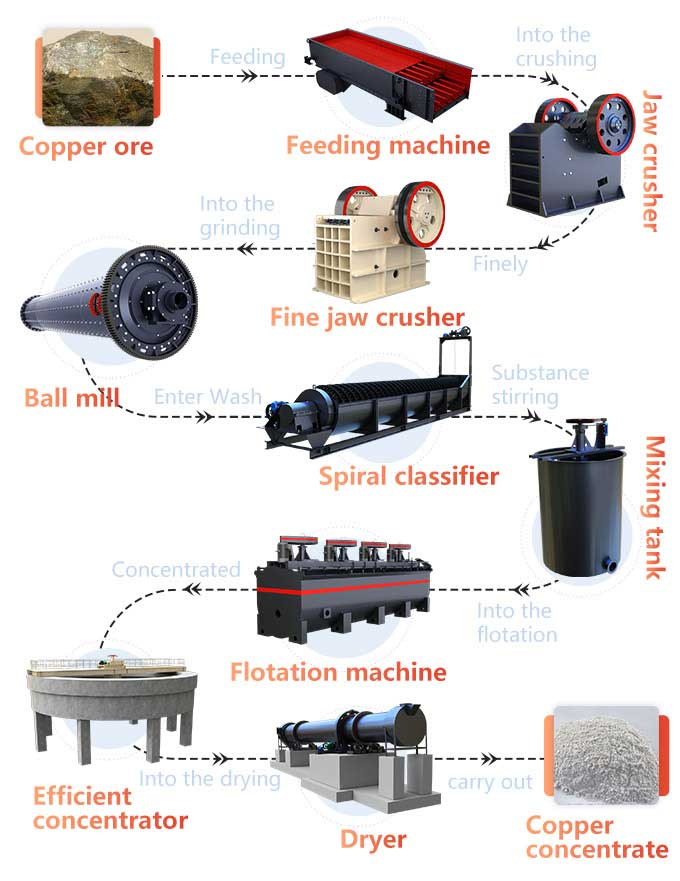 Feeding
Into the
crushing
Copper ore
Feeding machine
Jaw crusher
Into the
grinding
Finely
Fine jaw crusher
Ball mill
Enter Wash
Substance
stirring
Spiral classifier
Mixing tank
Concentrated
Into the
flotation
Flotation machine
Into the drying
carry out
Efficient
concentrator
Dryer
Copper
concentrate